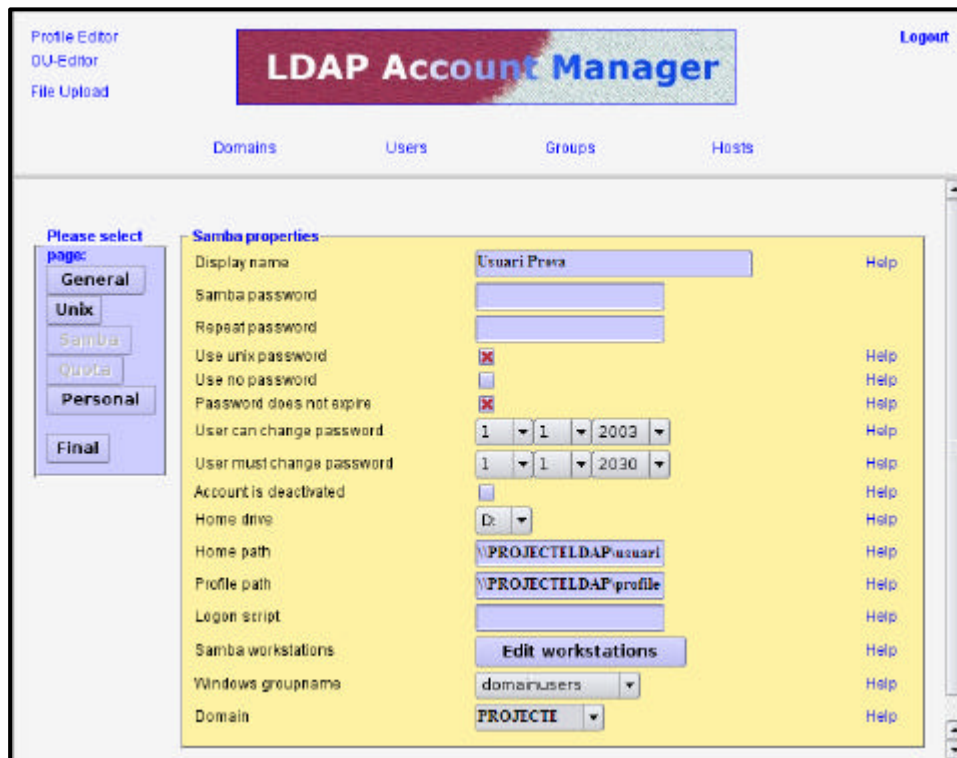 Profile Editor
OU-Editor
File Upload
LDAP Account Manager
Logout
Domains Users Groups Hosts
Please select page:
General
Unix
Samba
Quota
Personal
Final
Samba properties
Display name Usuari Prova Help
Samba password
Repeat password
Use unix password Help
Use no password Help
Password does not expire Help
User can change password 1 1 2003 Help
User must change password 1 1 2030 Help
Account is deactivated Help
Home drive D: Help
Home path \\PROJECTELDAP\usuari Help
Profile path \\PROJECTELDAP\profile Help
Logon script Help
Samba workstations Edit workstations Help
Windows groupname domainusers Help
Domain PROJECTE Help